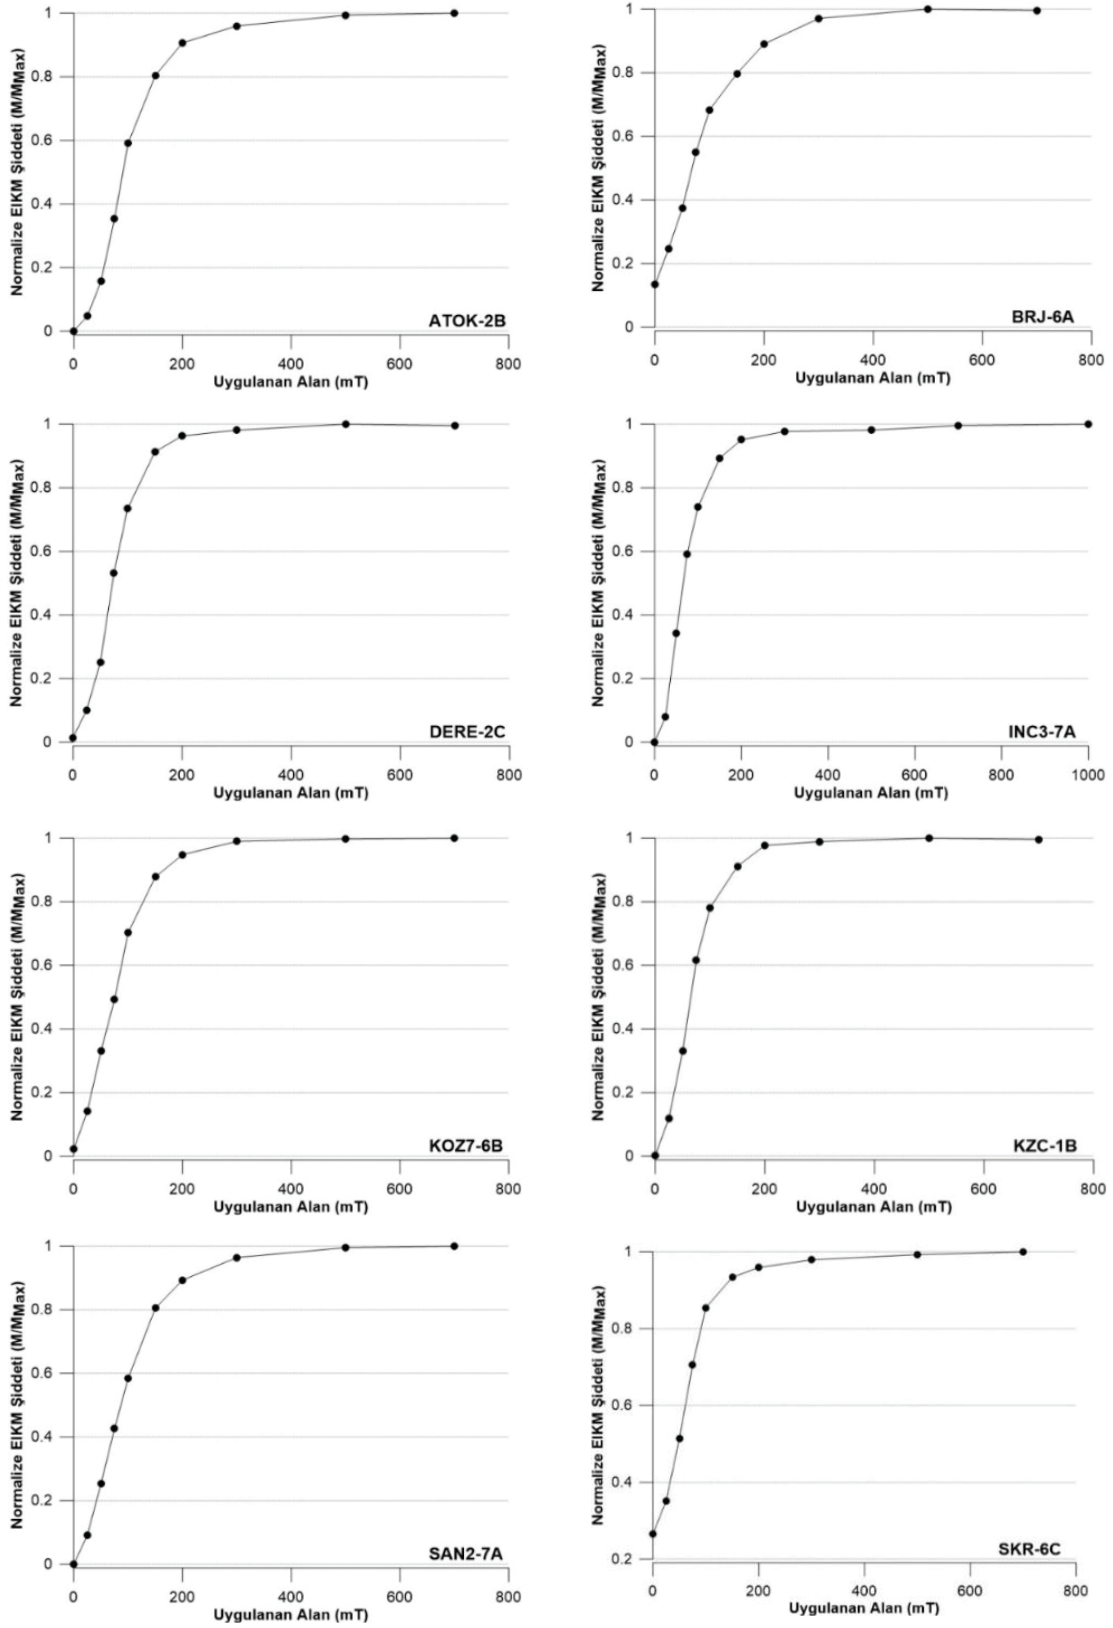 1
0.8
0.6
0.4
0.2
0
Normalize EIKM Şiddeti (M/MMax)
ATOK-2B
0 200 400 600 800
Uygulanan Alan (mT)
1
0.8
0.6
0.4
0.2
0
Normalize EIKM Şiddeti (M/MMax)
BRJ-6A
0 200 400 600 800
Uygulanan Alan (mT)
1
0.8
0.6
0.4
0.2
0
Normalize EIKM Şiddeti (M/MMax)
DERE-2C
0 200 400 600 800
Uygulanan Alan (mT)
1
0.8
0.6
0.4
0.2
0
Normalize EIKM Şiddeti (M/MMax)
INC3-7A
0 200 400 600 800 1000
Uygulanan Alan (mT)
1
0.8
0.6
0.4
0.2
0
Normalize EIKM Şiddeti (M/MMax)
KOZ7-6B
0 200 400 600 800
Uygulanan Alan (mT)
1
0.8
0.6
0.4
0.2
0
Normalize EIKM Şiddeti (M/MMax)
KZC-1B
0 200 400 600 800
Uygulanan Alan (mT)
1
0.8
0.6
0.4
0.2
0
Normalize EIKM Şiddeti (M/MMax)
SAN2-7A
0 200 400 600 800
Uygulanan Alan (mT)
1
0.8
0.6
0.4
0.2
Normalize EIKM Şiddeti (M/MMax)
SKR-6C
0 200 400 600 800
Uygulanan Alan (mT)